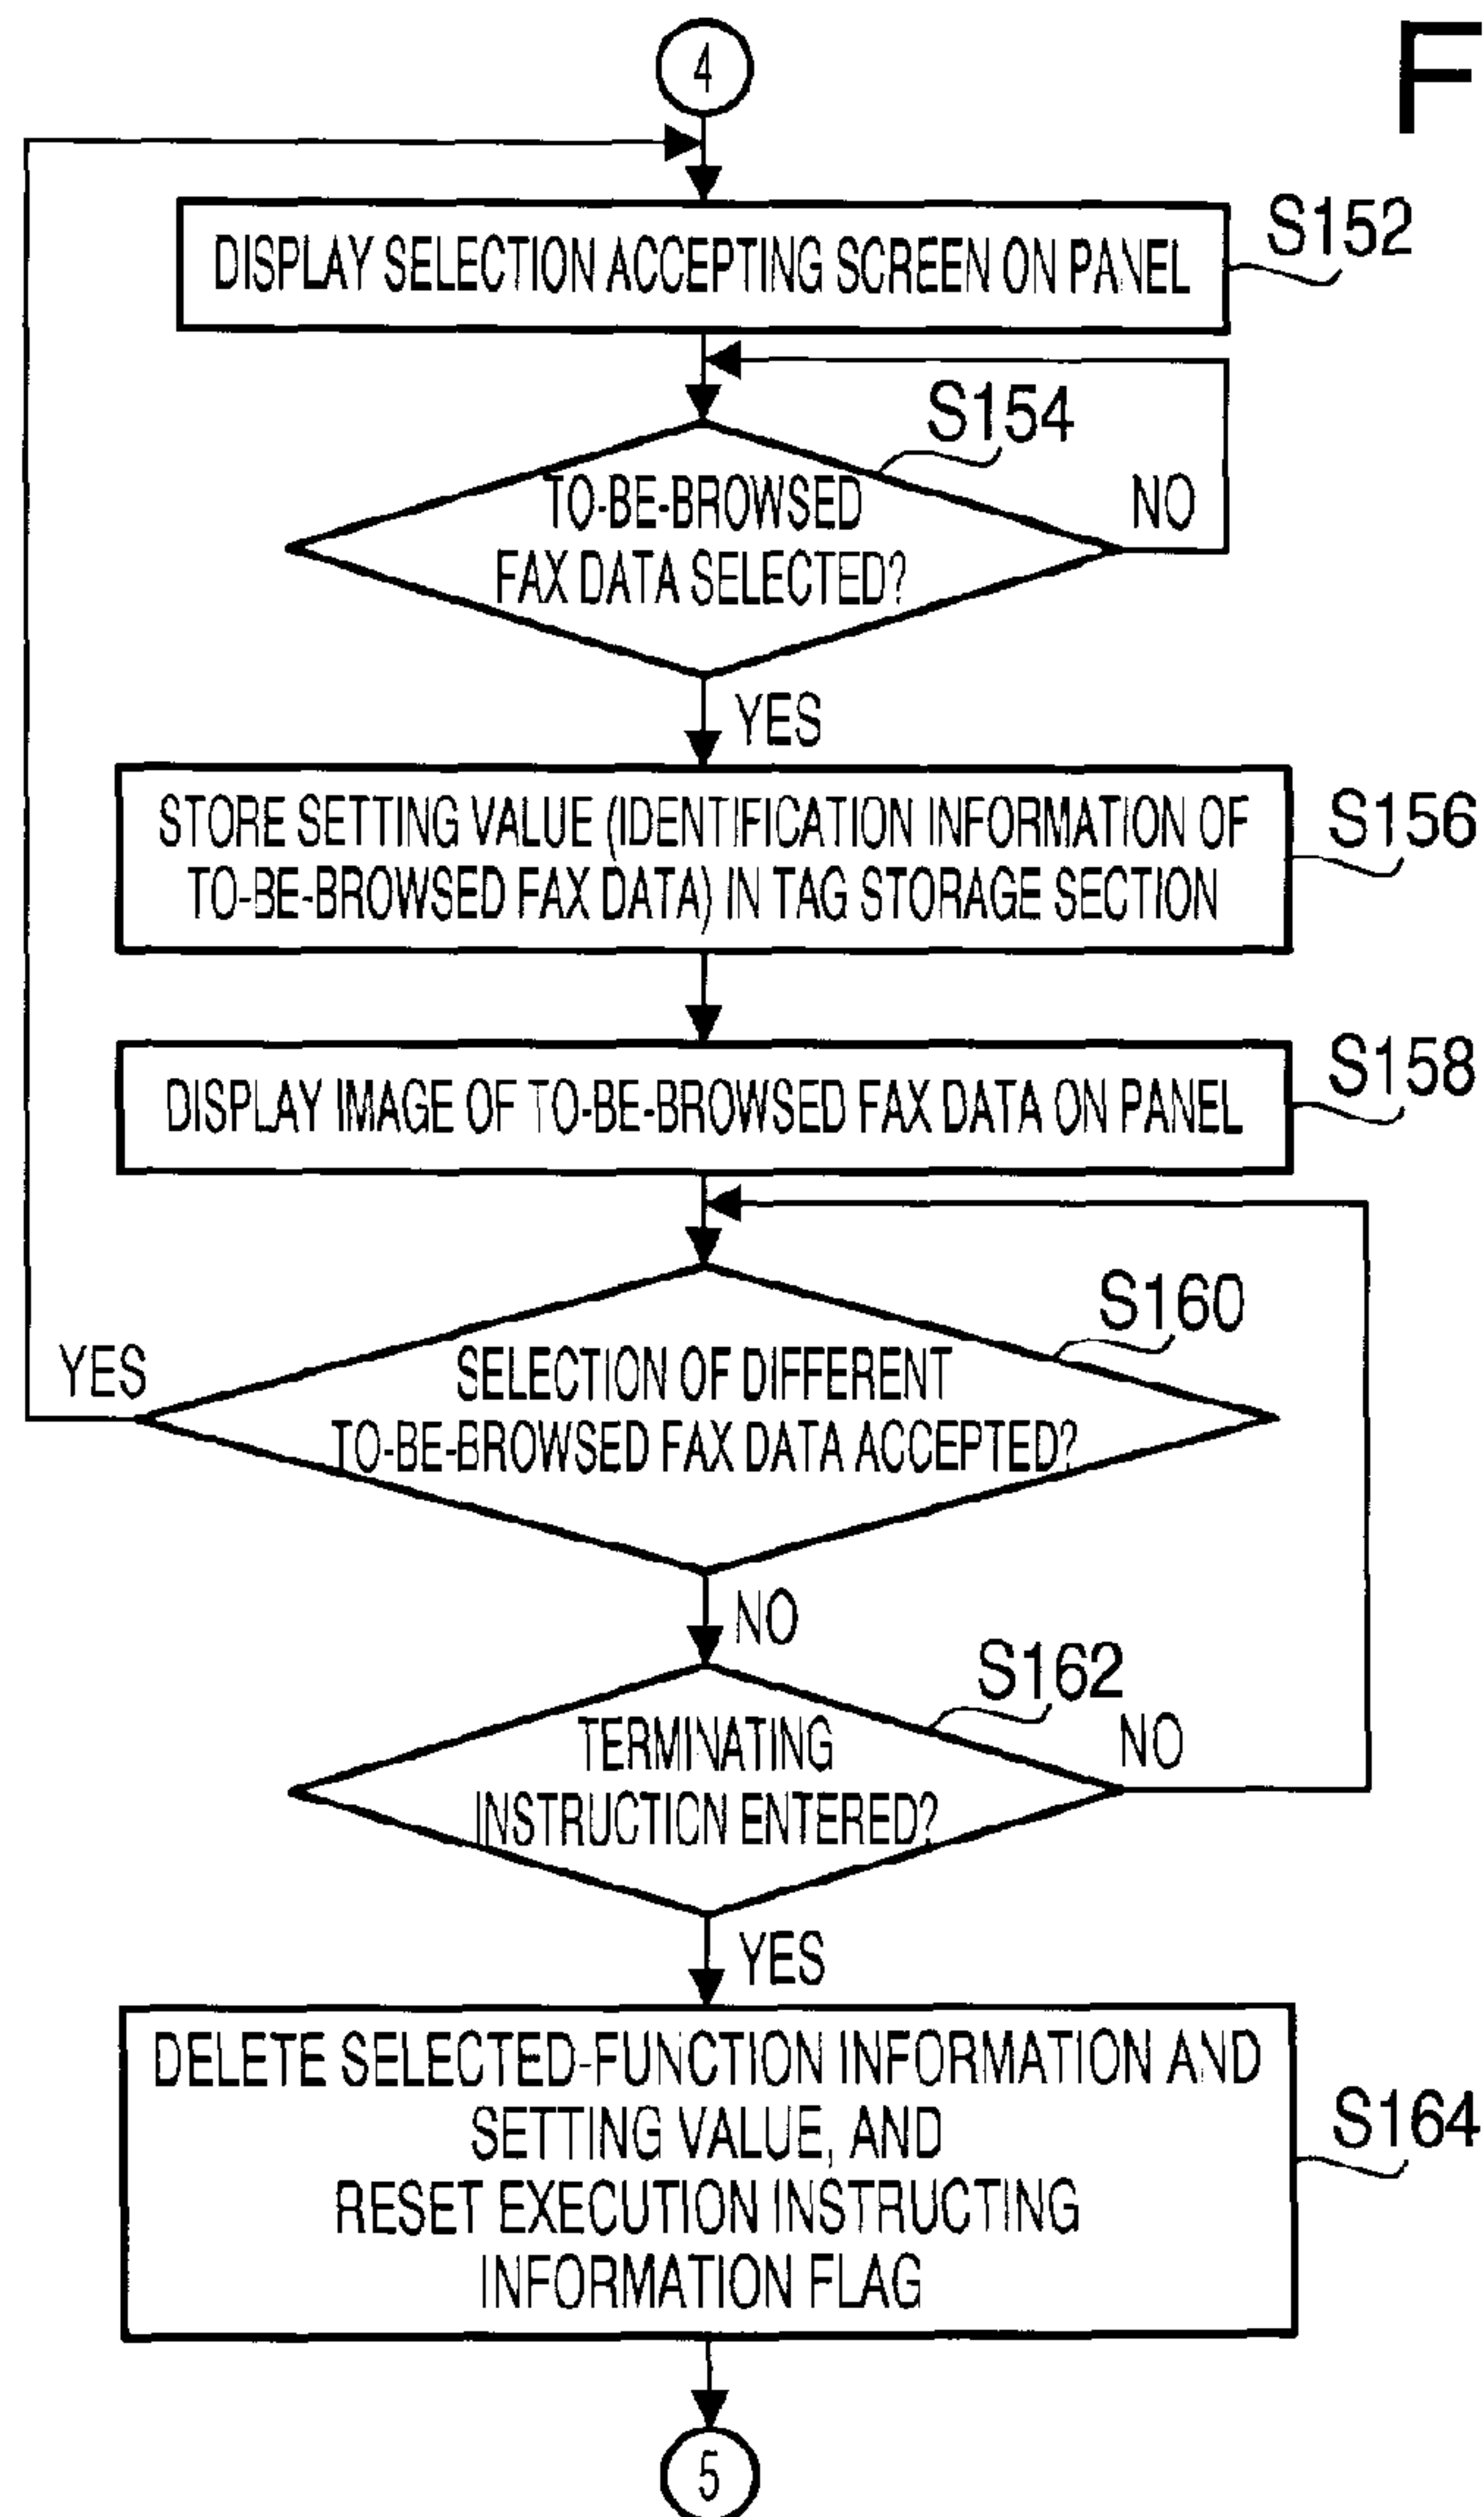 4
F
DISPLAY SELECTION ACCEPTING SCREEN ON PANEL
S152
S154
TO-BE-BROWSED
FAX DATA SELECTED?
NO
YES
STORE SETTING VALUE (IDENTIFICATION INFORMATION OF
TO-BE-BROWSED FAX DATA) IN TAG STORAGE SECTION
S156
DISPLAY IMAGE OF TO-BE-BROWSED FAX DATA ON PANEL
S158
S160
SELECTION OF DIFFERENT
TO-BE-BROWSED FAX DATA ACCEPTED?
YES
NO
S162
TERMINATING
INSTRUCTION ENTERED?
NO
YES
DELETE SELECTED-FUNCTION INFORMATION AND
SETTING VALUE, AND
RESET EXECUTION INSTRUCTING
INFORMATION FLAG
S164
5